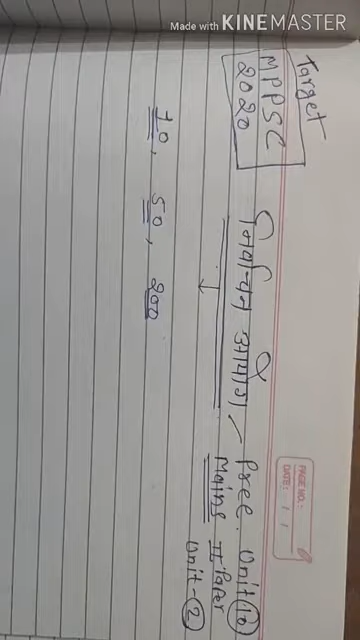 Made with KINEMASTER
PAGE NO.:
DATE: / /
Target
MPPSC
2020
निर्वाचन आयोग / Pree. Unit 10
Mains II Paper
Unit-2
10, 50, 200